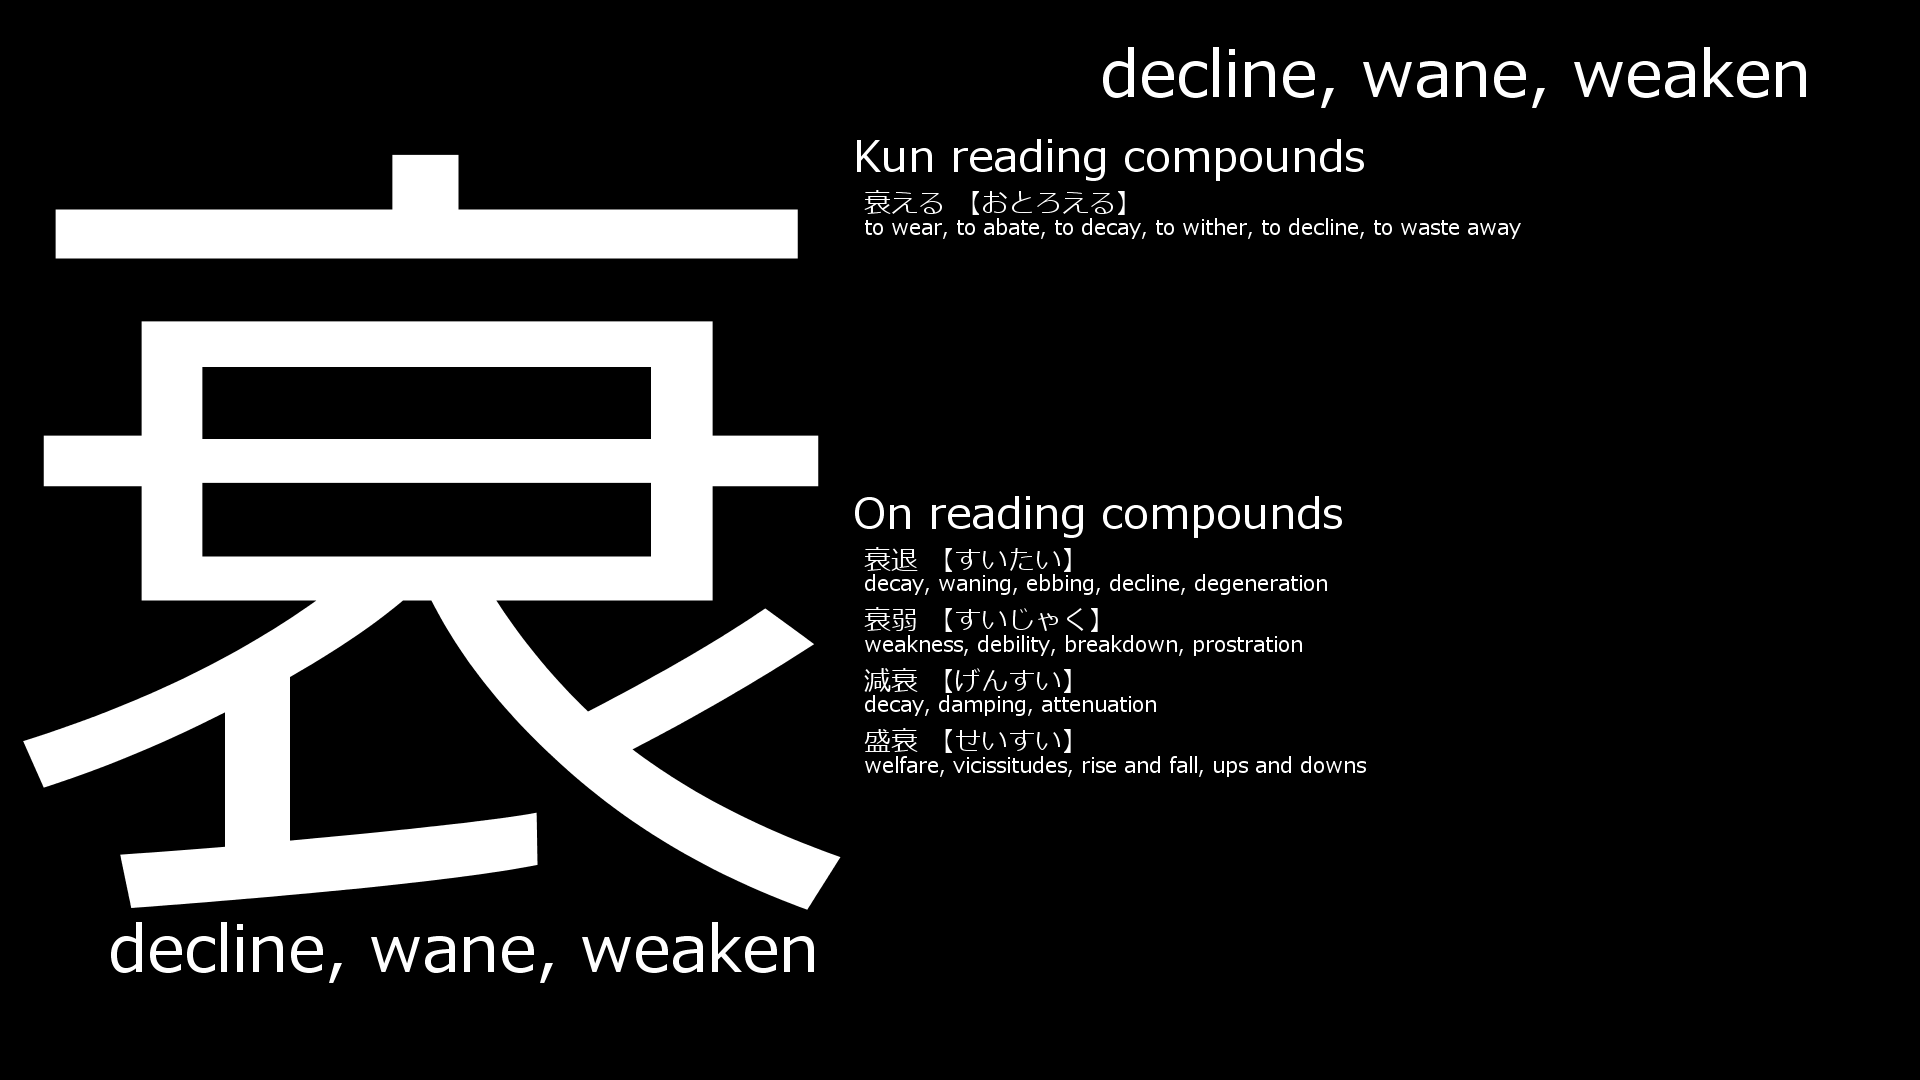 衰
decline, wane, weaken
decline, wane, weaken
Kun reading compounds
衰える 【おとろえる】
to wear, to abate, to decay, to wither, to decline, to waste away
On reading compounds
衰退 【すいたい】
decay, waning, ebbing, decline, degeneration
衰弱 【すいじゃく】
weakness, debility, breakdown, prostration
減衰 【げんすい】
decay, damping, attenuation
盛衰 【せいすい】
welfare, vicissitudes, rise and fall, ups and downs